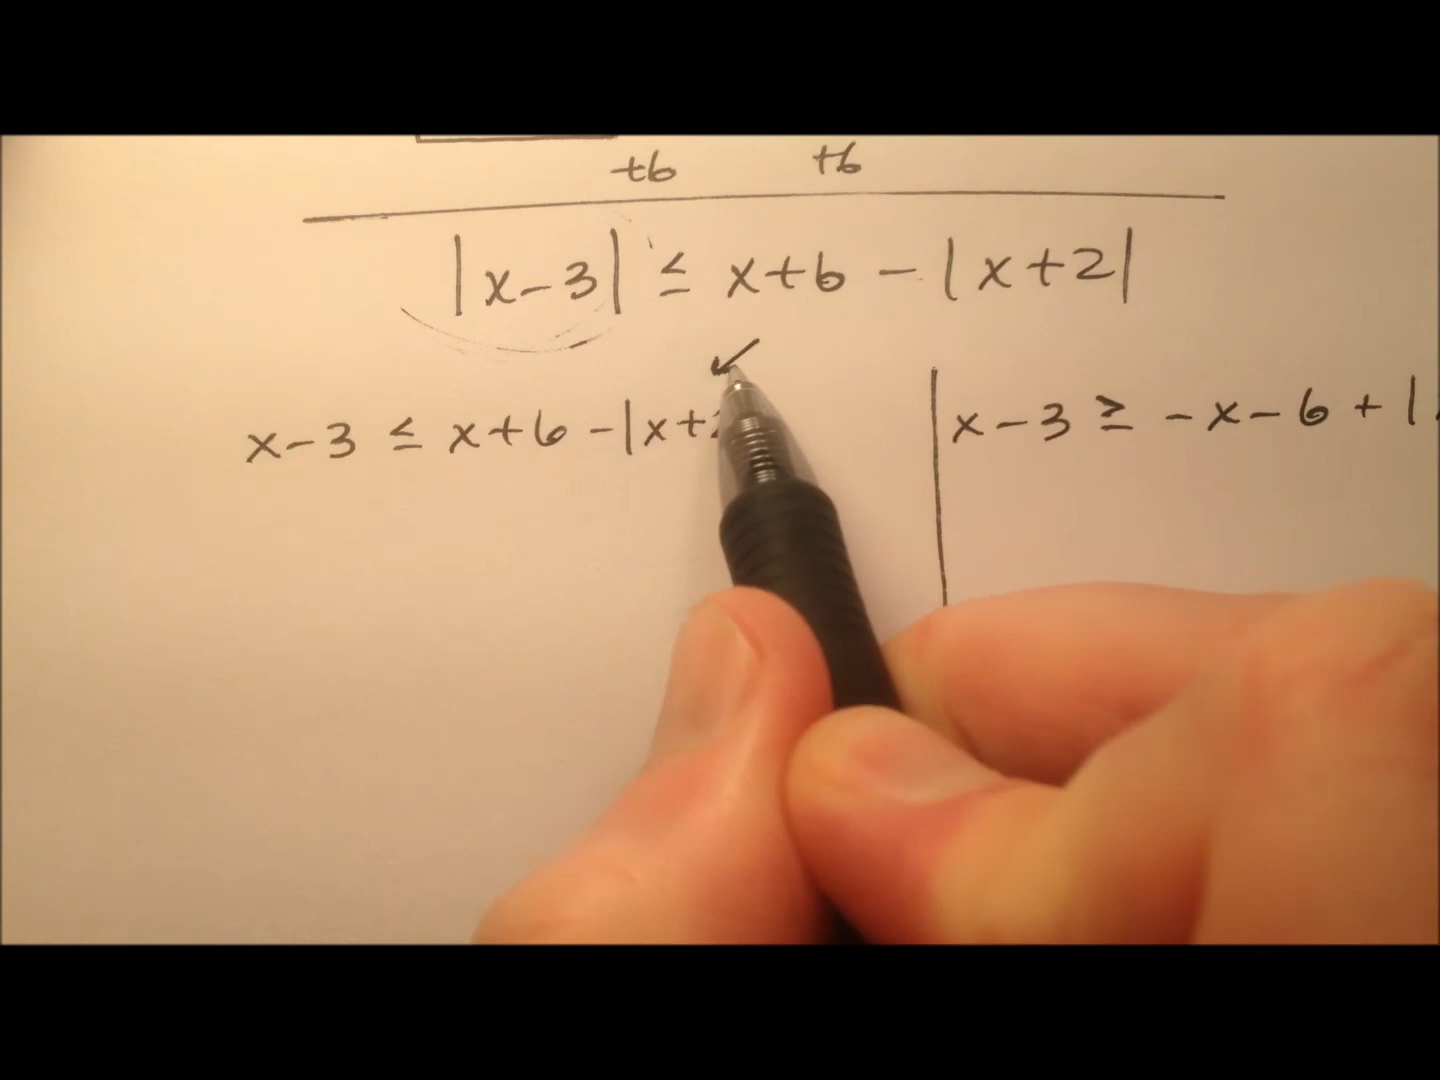 +6 +6
|x-3| ≤ x+6 - |x+2|
x-3 ≤ x+6 -|x+
x-3 ≥ -x-6+|